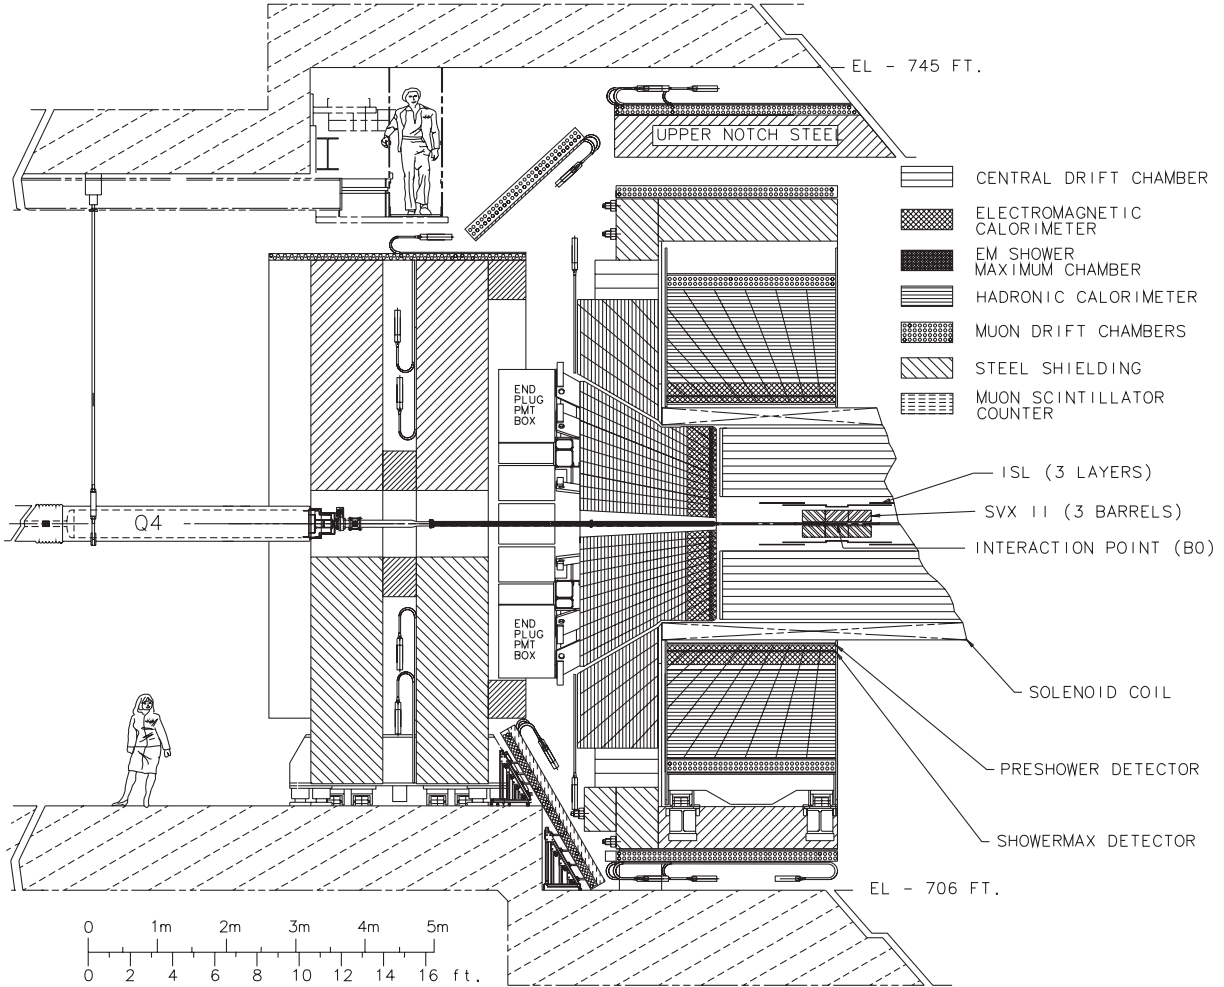 EL - 745 FT.
UPPER NOTCH STEEL
CENTRAL DRIFT CHAMBER
ELECTROMAGNETIC
CALORIMETER
EM SHOWER
MAXIMUM CHAMBER
HADRONIC CALORIMETER
MUON DRIFT CHAMBERS
STEEL SHIELDING
MUON SCINTILLATOR
COUNTER
END
PLUG
PMT
BOX
ISL (3 LAYERS)
SVX II (3 BARRELS)
INTERACTION POINT (B0)
Q4
END
PLUG
PMT
BOX
SOLENOID COIL
PRESHOWER DETECTOR
SHOWERMAX DETECTOR
EL - 706 FT.
0 1m 2m 3m 4m 5m
0 2 4 6 8 10 12 14 16 ft.